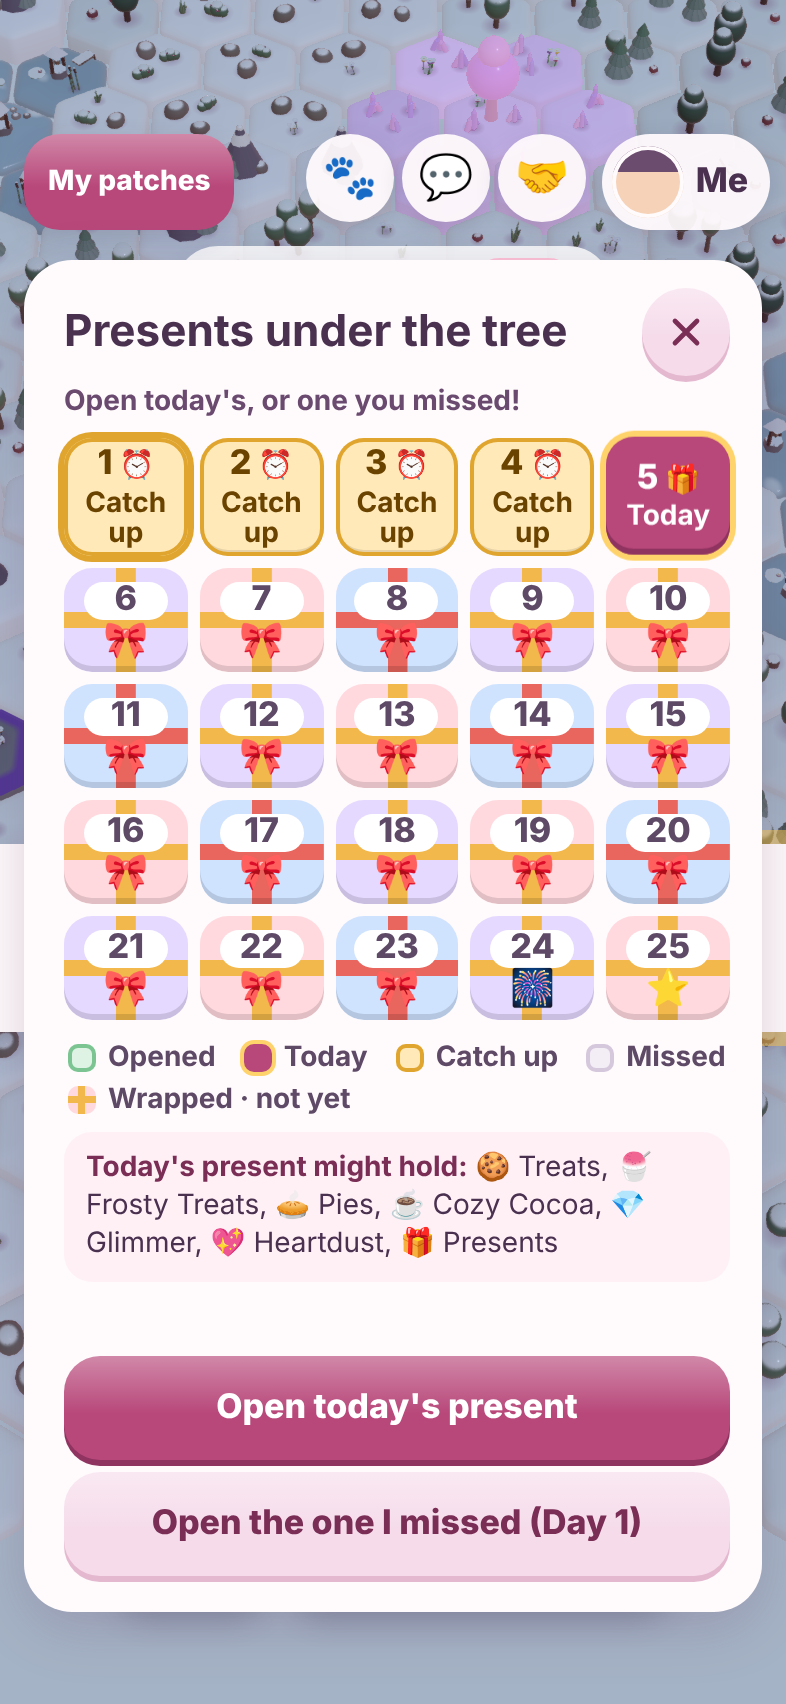 My patches
Me
Presents under the tree
Open today's, or one you missed!
1
Catch
up
2
Catch
up
3
Catch
up
4
Catch
up
5
Today
6 7 8 9 10
11 12 13 14 15
16 17 18 19 20
21 22 23 24 25
Opened Today Catch up Missed
Wrapped · not yet
Today's present might hold: 🍪 Treats, 🍧
Frosty Treats, 🥧 Pies, ☕ Cozy Cocoa, 💎
Glimmer, 💖 Heartdust, 🎁 Presents
Open today's present
Open the one I missed (Day 1)